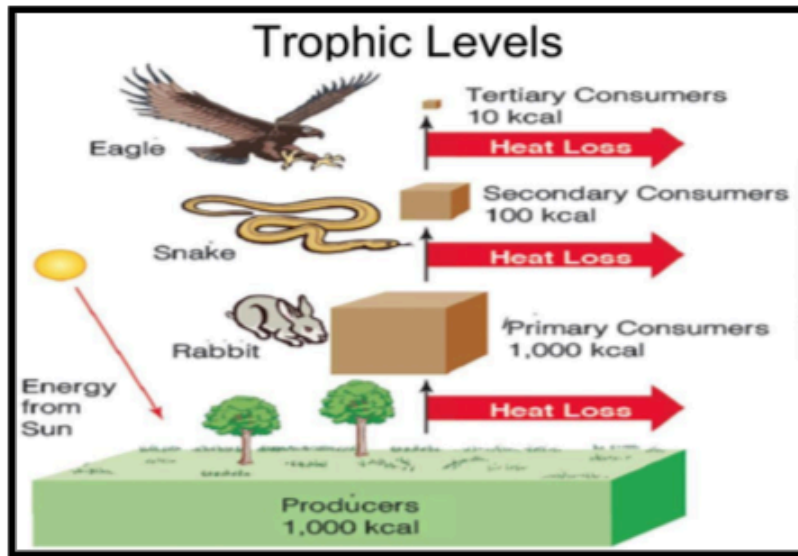 Trophic Levels
Tertiary Consumers
10 kcal
Eagle
Heat Loss
Secondary Consumers
100 kcal
Snake
Heat Loss
Primary Consumers
1,000 kcal
Rabbit
Energy
from
Sun
Heat Loss
Producers
1,000 kcal